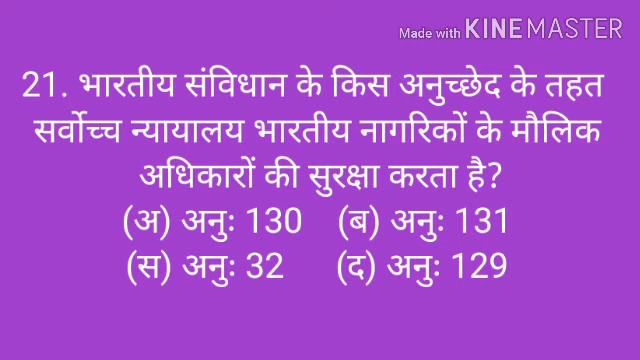 Made with KINEMASTER
21. भारतीय संविधान के किस अनुच्छेद के तहत
सर्वोच्च न्यायालय भारतीय नागरिकों के मौलिक
अधिकारों की सुरक्षा करता है?
(अ) अनुः 130 (ब) अनुः 131
(स) अनुः 32 (द) अनुः 129